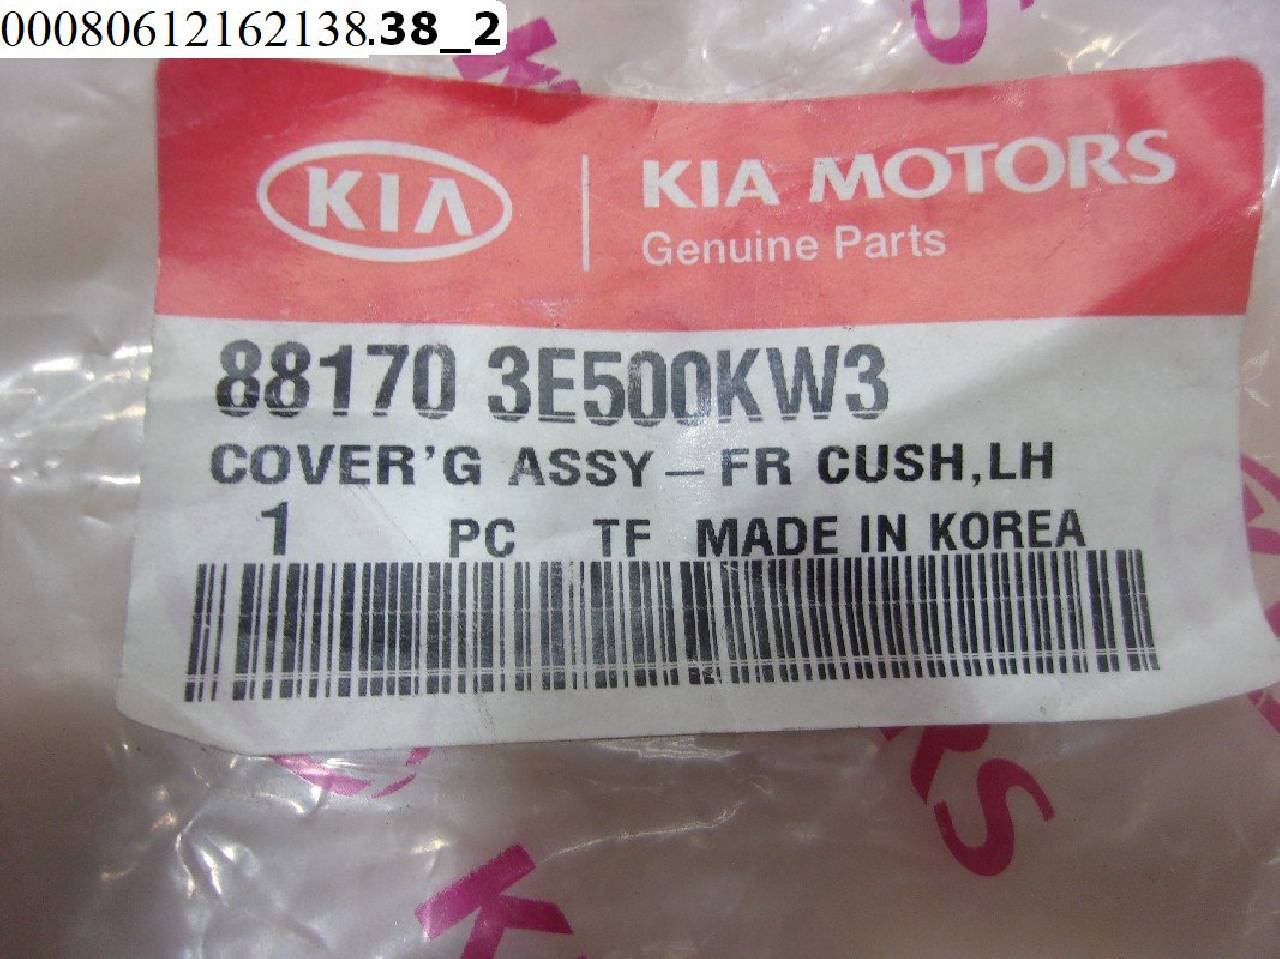 00080612162138.38_2
KIA
KIA MOTORS
Genuine Parts
88170 3E500KW3
COVER'G ASSY – FR CUSH,LH
1 PC TF MADE IN KOREA
RS
K